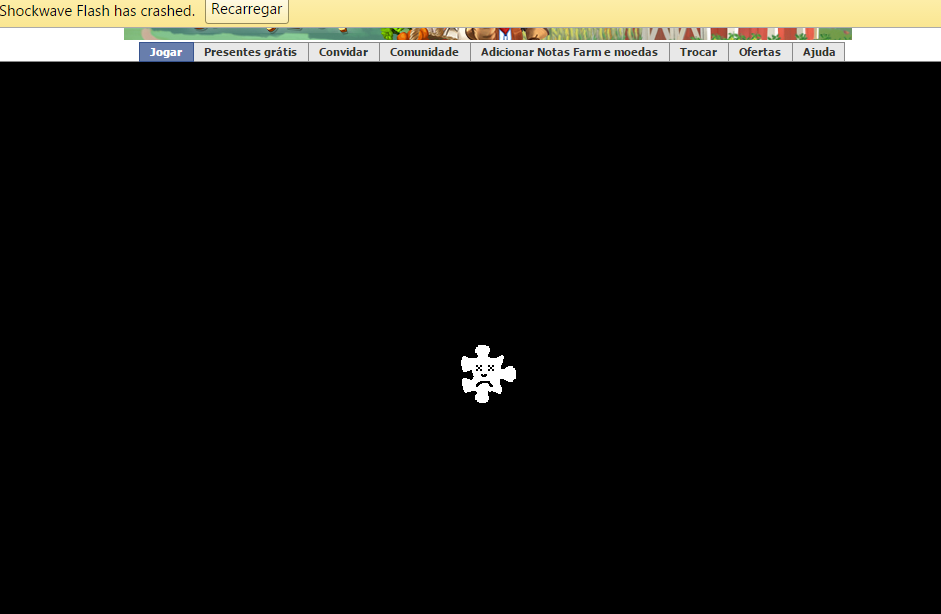 Shockwave Flash has crashed. Recarregar
Jogar Presentes grátis Convidar Comunidade Adicionar Notas Farm e moedas Trocar Ofertas Ajuda